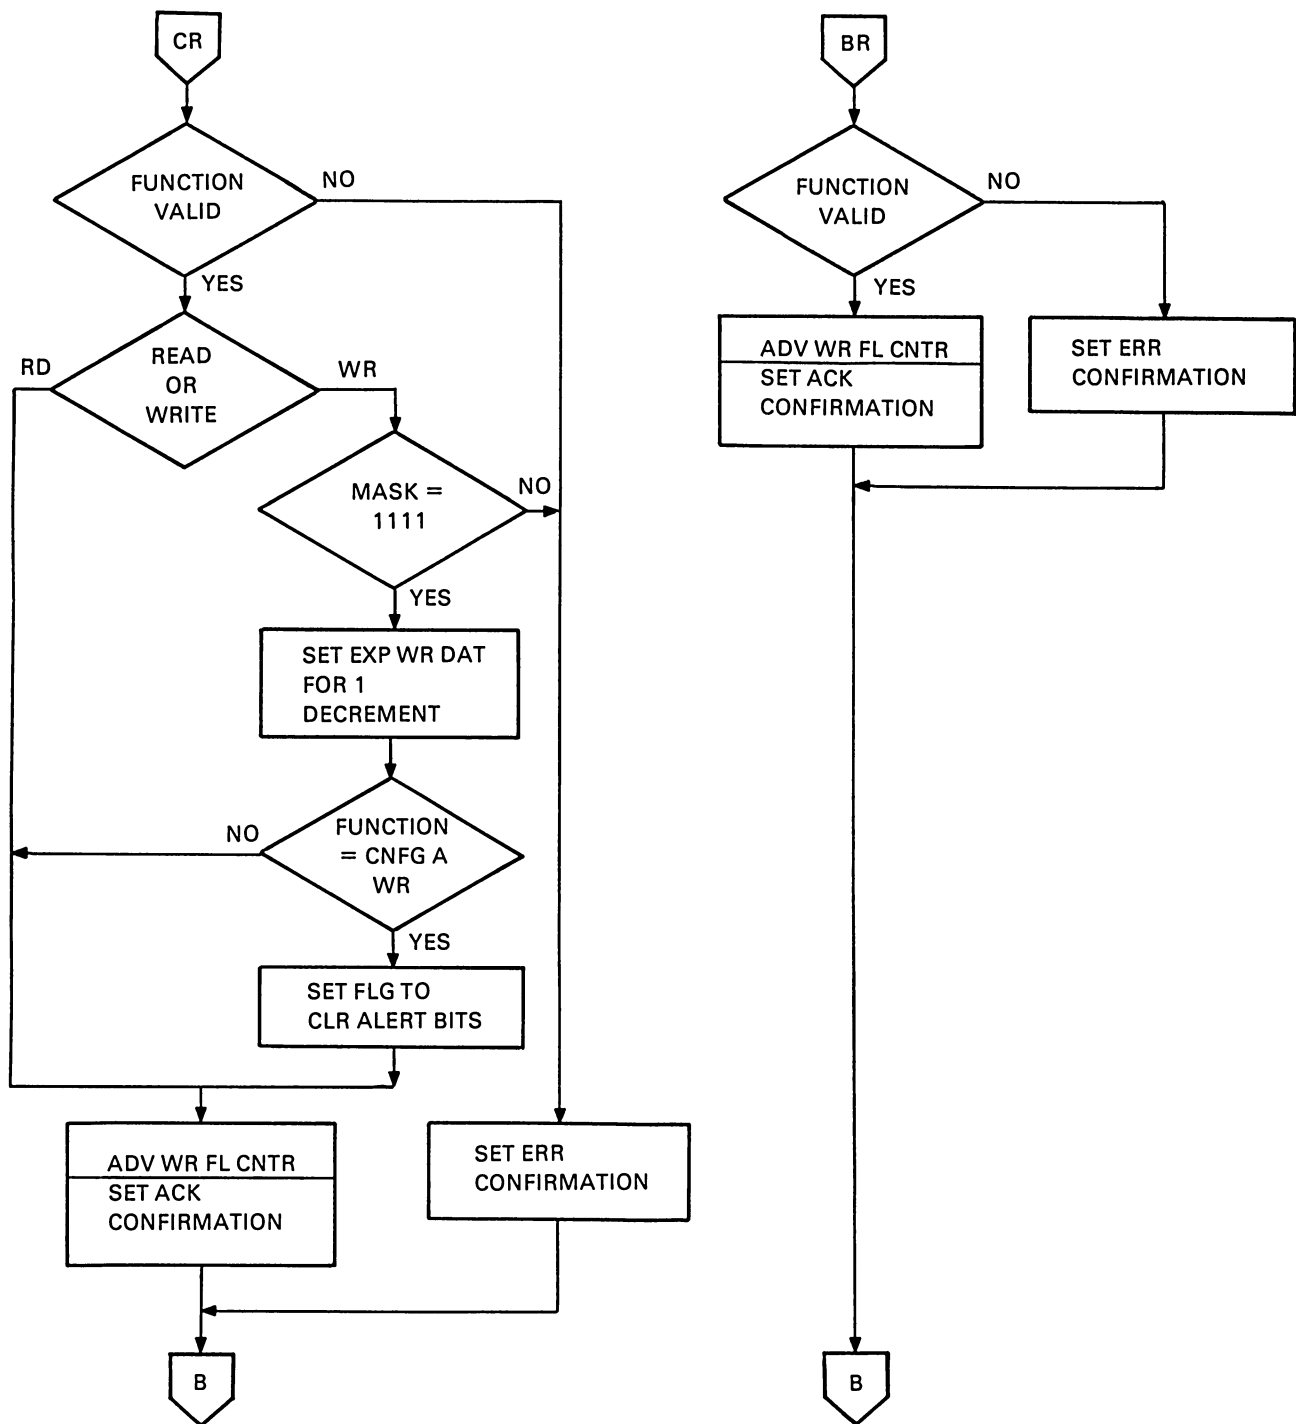 CR
FUNCTION
VALID
NO
YES
READ
OR
WRITE
RD
WR
MASK =
1111
NO
YES
SET EXP WR DAT
FOR 1
DECREMENT
FUNCTION
= CNFG A
WR
NO
YES
SET FLG TO
CLR ALERT BITS
ADV WR FL CNTR
SET ACK
CONFIRMATION
SET ERR
CONFIRMATION
B
BR
FUNCTION
VALID
NO
YES
ADV WR FL CNTR
SET ACK
CONFIRMATION
SET ERR
CONFIRMATION
B